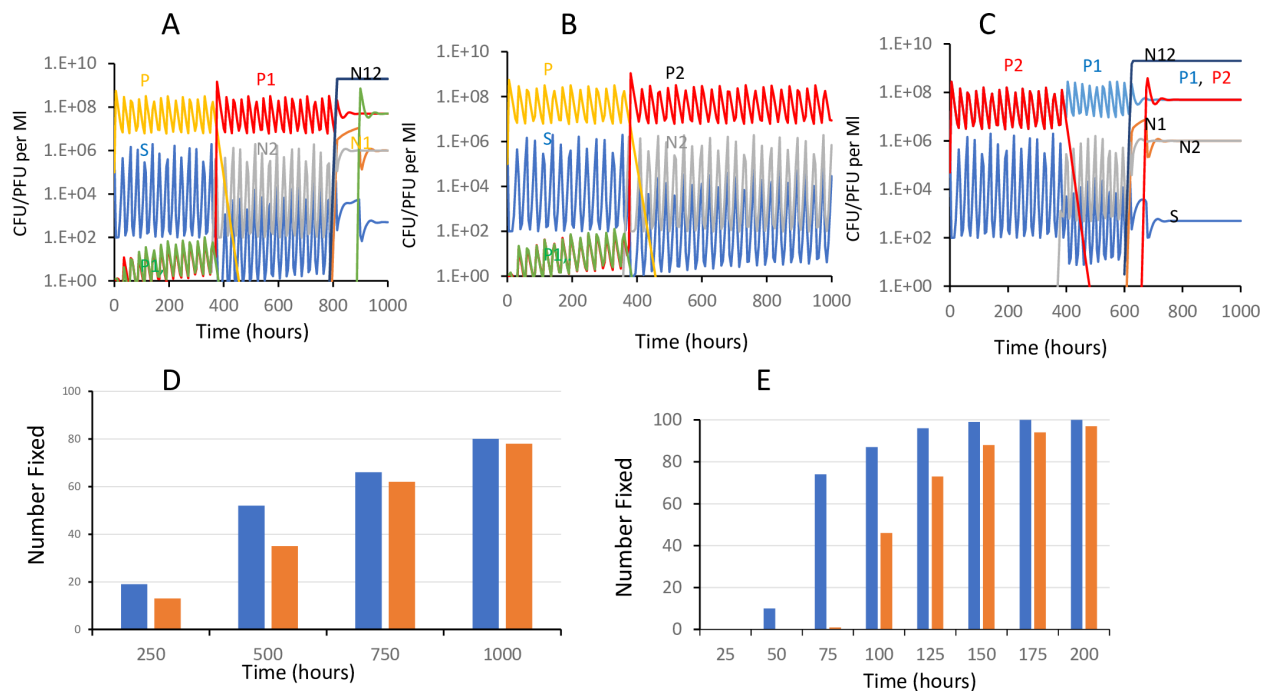 A
CFU/PFU per Ml
1.E+10
1.E+08
1.E+06
1.E+04
1.E+02
1.E+00
P
P1
N12
S
N2
N1
P1,
0 200 400 600 800 1000
Time (hours)
B
CFU/PFU per Ml
1.E+10
1.E+08
1.E+06
1.E+04
1.E+02
1.E+00
P
P2
S
N2
P1,
0 200 400 600 800 1000
Time (hours)
C
CFU/PFU per Ml
1.E+10
1.E+08
1.E+06
1.E+04
1.E+02
1.E+00
P2
P1
N12
P1, P2
N1
N2
S
0 200 400 600 800 1000
Time (hours)
D
Number Fixed
100
80
60
40
20
0
250 500 750 1000
Time (hours)
E
Number Fixed
100
80
60
40
20
0
25 50 75 100 125 150 175 200
Time (hours)